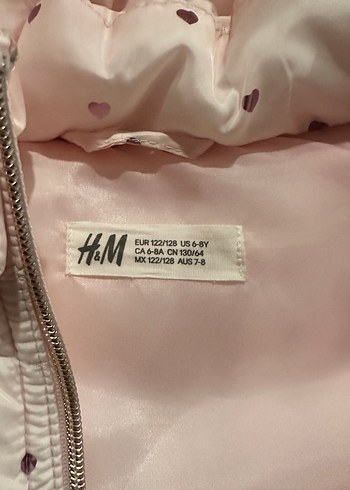 H&M
EUR 122/128 US 6-8Y
CA 6-8A CN 130/64
MX 122/128 AUS 7-8